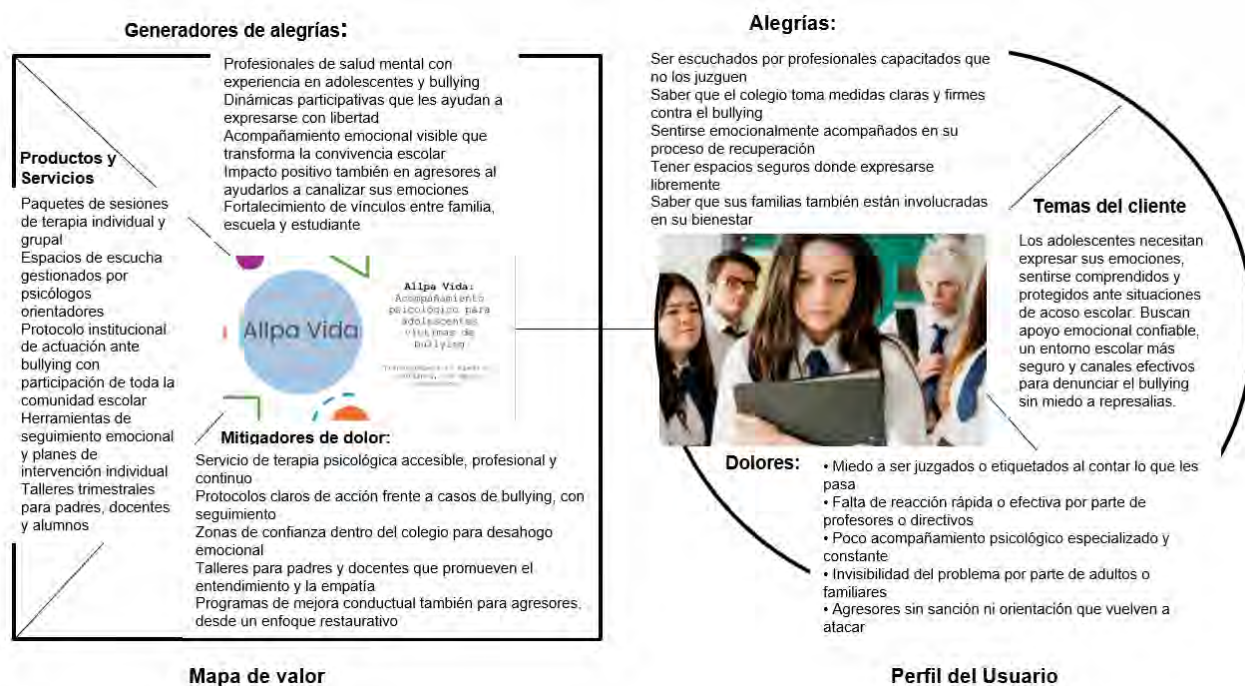 Generadores de alegrías:
Profesionales de salud mental con
experiencia en adolescentes y bullying
Dinámicas participativas que les ayudan a
expresarse con libertad
Acompañamiento emocional visible que
transforma la convivencia escolar
Impacto positivo también en agresores al
ayudarlos a canalizar sus emociones
Fortalecimiento de vínculos entre familia,
escuela y estudiante
Productos y
Servicios
Paquetes de sesiones
de terapia individual y
grupal
Espacios de escucha
gestionados por
psicólogos
orientadores
Protocolo institucional
de actuación ante
bullying con
participación de toda la
comunidad escolar
Herramientas de
seguimiento emocional
y planes de
intervención individual
Talleres trimestrales
para padres, docentes
y alumnos
Allpa Vida
Allpa Vida:
Acompañamiento
psicológico para
adolescentes
víctimas de
bullying
Mitigadores de dolor:
Servicio de terapia psicológica accesible, profesional y
continuo
Protocolos claros de acción frente a casos de bullying, con
seguimiento
Zonas de confianza dentro del colegio para desahogo
emocional
Talleres para padres y docentes que promueven el
entendimiento y la empatía
Programas de mejora conductual también para agresores,
desde un enfoque restaurativo
Mapa de valor
Alegrías:
Ser escuchados por profesionales capacitados que
no los juzguen
Saber que el colegio toma medidas claras y firmes
contra el bullying
Sentirse emocionalmente acompañados en su
proceso de recuperación
Tener espacios seguros donde expresarse
libremente
Saber que sus familias también están involucradas
en su bienestar
Temas del cliente
Los adolescentes necesitan
expresar sus emociones,
sentirse comprendidos y
protegidos ante situaciones
de acoso escolar. Buscan
apoyo emocional confiable,
un entorno escolar más
seguro y canales efectivos
para denunciar el bullying
sin miedo a represalias.
Dolores:
• Miedo a ser juzgados o etiquetados al contar lo que les
pasa
• Falta de reacción rápida o efectiva por parte de
profesores o directivos
• Poco acompañamiento psicológico especializado y
constante
• Invisibilidad del problema por parte de adultos o
familiares
• Agresores sin sanción ni orientación que vuelven a
atacar
Perfil del Usuario